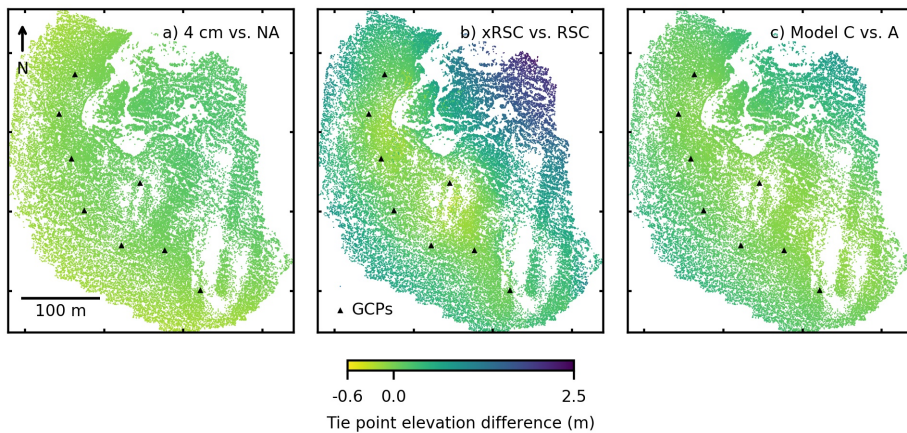 a) 4 cm vs. NA
b) xRSC vs. RSC
c) Model C vs. A
N
100 m
GCPs
-0.6 0.0 2.5
Tie point elevation difference (m)